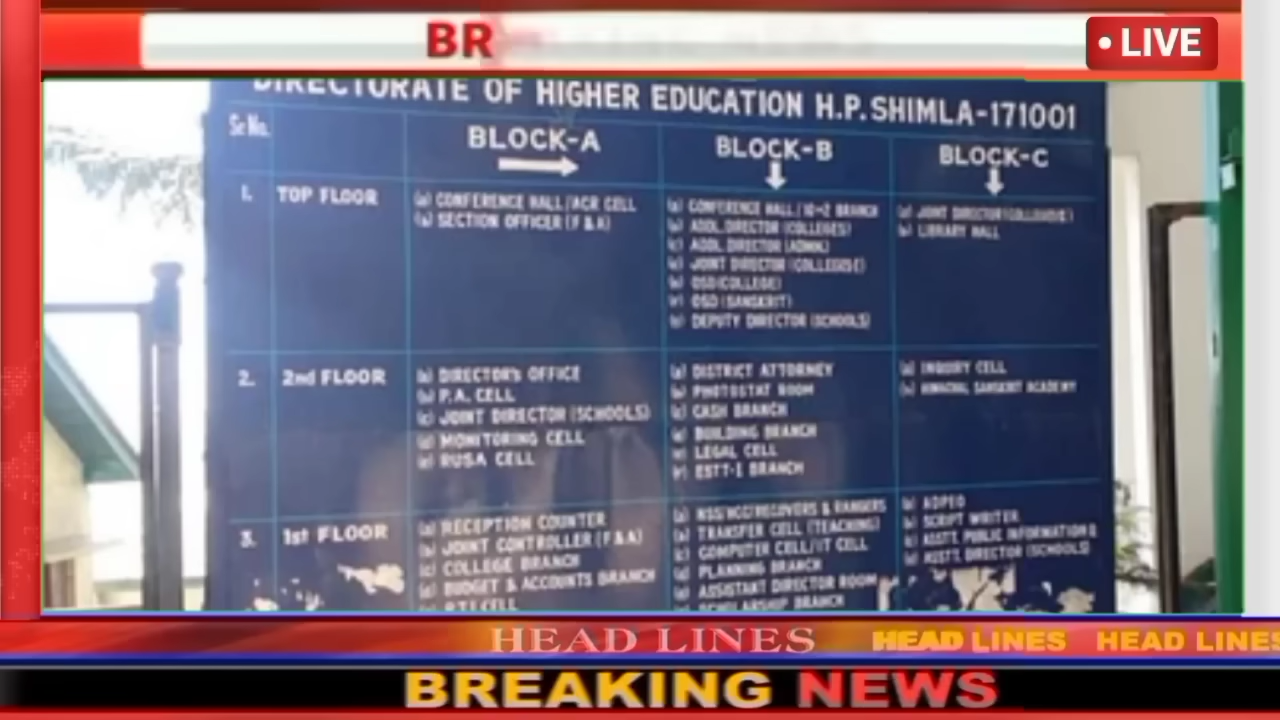 BR
• LIVE
DIRECTORATE OF HIGHER EDUCATION H.P. SHIMLA-171001
Sr No.
BLOCK-A
BLOCK-B
BLOCK-C
1. TOP FLOOR
(a) CONFERENCE HALL/ACR CELL
SECTION OFFICER (F & A)
CONFERENCE HALL/10+2 BRANCH
ADDL. DIRECTOR (COLLEGES)
ADDL. DIRECTOR (ADMN)
JOINT DIRECTOR
OSD (COLLEGE)
OSD (SANSKRIT)
DEPUTY DIRECTOR (SCHOOLS)
JOINT DIRECTOR
LIBRARY HALL
2. 2nd FLOOR
(a) DIRECTOR's OFFICE
(b) P.A. CELL
(c) JOINT DIRECTOR (SCHOOLS)
(d) MONITORING CELL
(e) RUSA CELL
(a) DISTRICT ATTORNEY
(b) PHOTOSTAT ROOM
(c) CASH BRANCH
(d) BUILDING BRANCH
(e) LEGAL CELL
(f) ESTT-I BRANCH
(a) INQUIRY CELL
(b) HIMACHAL SANSKRIT ACADEMY
3. 1st FLOOR
(a) RECEPTION COUNTER
(b) JOINT CONTROLLER (F&A)
(c) COLLEGE BRANCH
(d) BUDGET & ACCOUNTS BRANCH
R.T.I CELL
& RANGERS
TRANSFER CELL (TEACHING)
(c) COMPUTER CELL/IT CELL
(d) PLANNING BRANCH
ASSISTANT DIRECTOR ROOM
SCHOLARSHIP BRANCH
ADPEO
SCRIPT WRITER
ASSTT. PUBLIC INFORMATION
ASSTT. DIRECTOR (SCHOOLS)
HEAD LINES HEAD LINES HEAD LINES
BREAKING NEWS